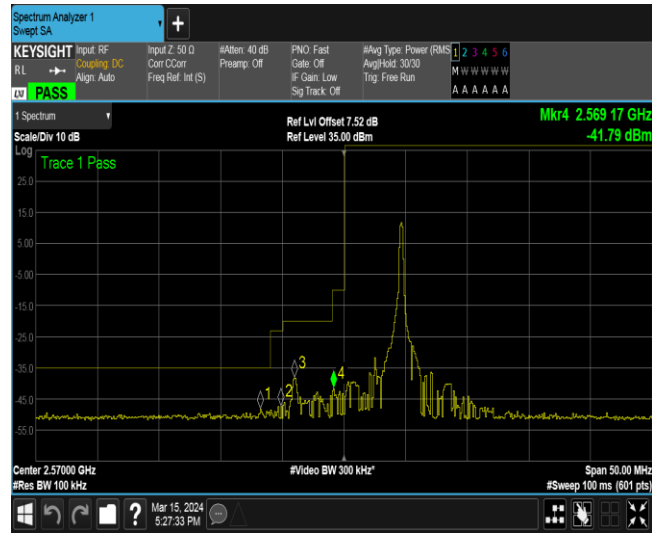 Spectrum Analyzer 1
Swept SA
+
KEYSIGHT
RL
LXI PASS
Input: RF
Coupling: DC
Align: Auto
Input Z: 50 Ω
Corr CCorr
Freq Ref: Int (S)
#Atten: 40 dB
Preamp: Off
PNO: Fast
Gate: Off
IF Gain: Low
Sig Track: Off
#Avg Type: Power (RMS
Avg|Hold: 30/30
Trig: Free Run
1 2 3 4 5 6
M W W W W W
A A A A A A
1 Spectrum
Scale/Div 10 dB
Ref Lvl Offset 7.52 dB
Ref Level 35.00 dBm
Mkr4 2.569 17 GHz
-41.79 dBm
Log
Trace 1 Pass
25.0
15.0
5.00
-5.00
-15.0
-25.0
-35.0
-45.0
-55.0
1
2
3
4
Center 2.57000 GHz
#Res BW 100 kHz
#Video BW 300 kHz*
Span 50.00 MHz
#Sweep 100 ms (601 pts)
?
Mar 15, 2024
5:27:33 PM